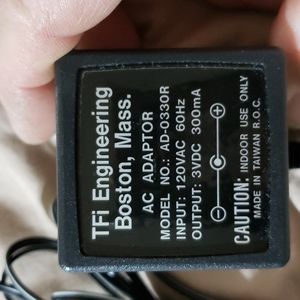 TFi Engineering
Boston, Mass.
AC ADAPTOR
MODEL NO.: AD-0330R
INPUT: 120VAC 60Hz
OUTPUT: 3VDC 300mA
CAUTION: INDOOR USE ONLY
MADE IN TAIWAN R.O.C.